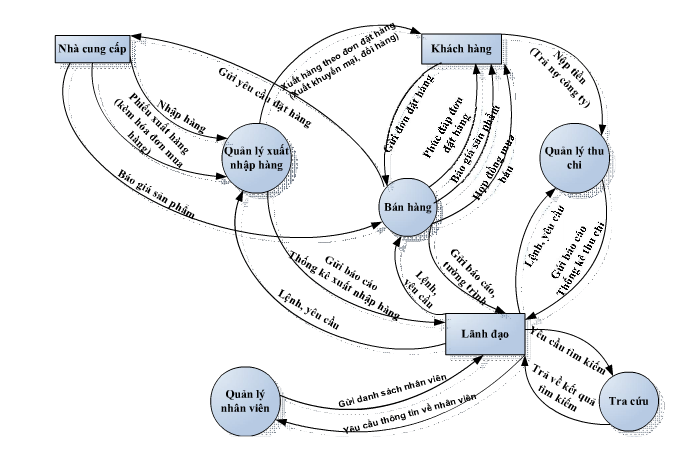 Nhà cung cấp
Khách hàng
Xuất hàng theo đơn đặt hàng
(Xuất khuyến mại, đổi hàng)
Nộp tiền
(Trả nợ công ty)
Gửi yêu cầu đặt hàng
Nhập hàng
Phiếu xuất hàng
(kèm hóa đơn mua
hàng)
Quản lý xuất
nhập hàng
Gửi đơn đặt hàng
Phúc đáp đơn
đặt hàng
Báo giá sản phẩm
Hợp đồng mua
bán
Quản lý thu
chi
Báo giá sản phẩm
Bán hàng
Lệnh, yêu cầu
Gửi báo cáo
Thống kê thu chi
Gửi báo cáo
Thống kê xuất nhập hàng
Lệnh,
yêu cầu
Gửi báo cáo,
tường trình
Lệnh, yêu cầu
Lãnh đạo
Yêu cầu tìm kiếm
Trả về kết quả
tìm kiếm
Tra cứu
Quản lý
nhân viên
Gửi danh sách nhân viên
Yêu cầu thông tin về nhân viên